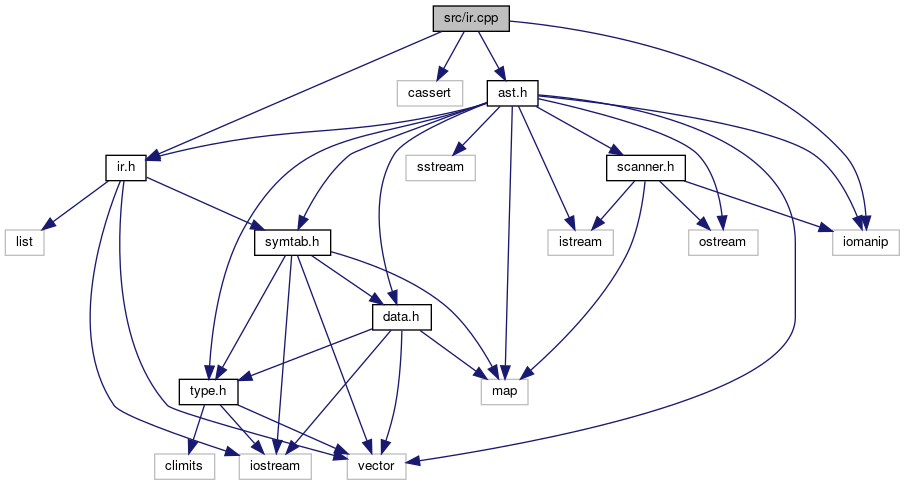 src/ir.cpp
cassert
ast.h
ir.h
sstream
scanner.h
list
symtab.h
istream
ostream
iomanip
data.h
type.h
map
climits
iostream
vector